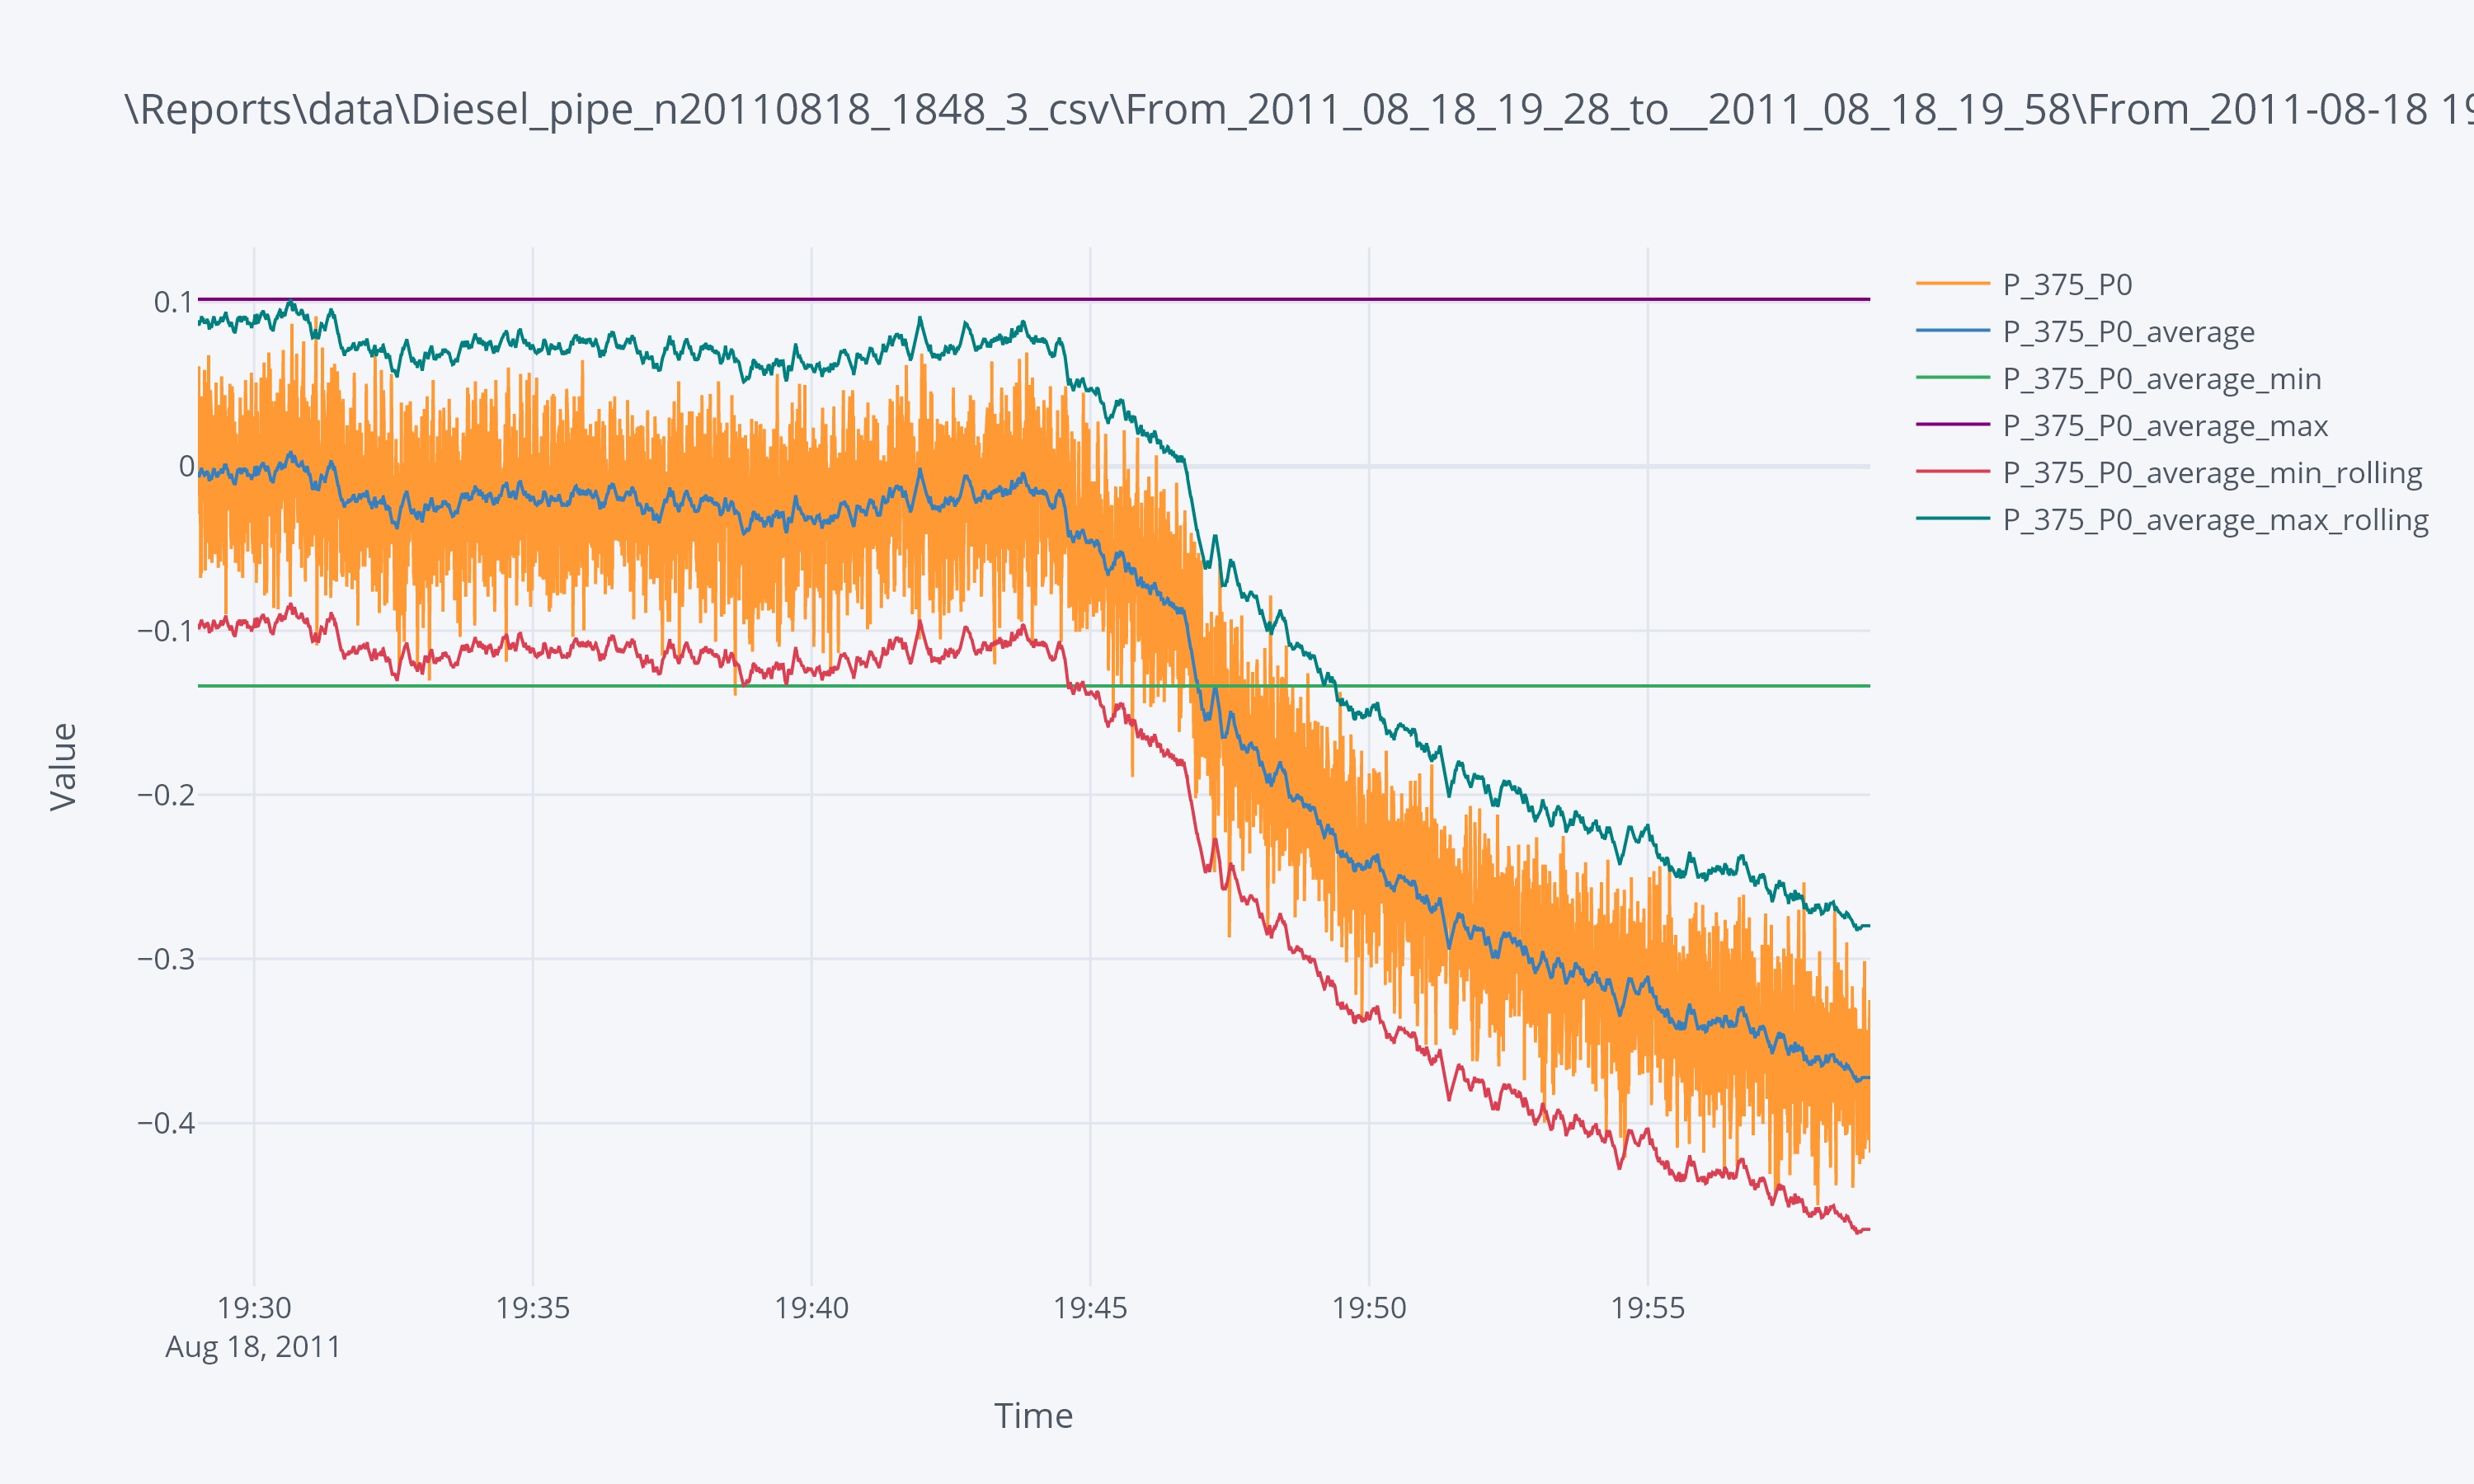 \Reports\data\Diesel_pipe_n20110818_1848_3_csv\From_2011_08_18_19_28_to__2011_08_18_19_58\From_2011-08-18 19
P_375_P0
P_375_P0_average
P_375_P0_average_min
P_375_P0_average_max
P_375_P0_average_min_rolling
P_375_P0_average_max_rolling
Value
0.1
0
−0.1
−0.2
−0.3
−0.4
19:30 19:35 19:40 19:45 19:50 19:55
Aug 18, 2011
Time